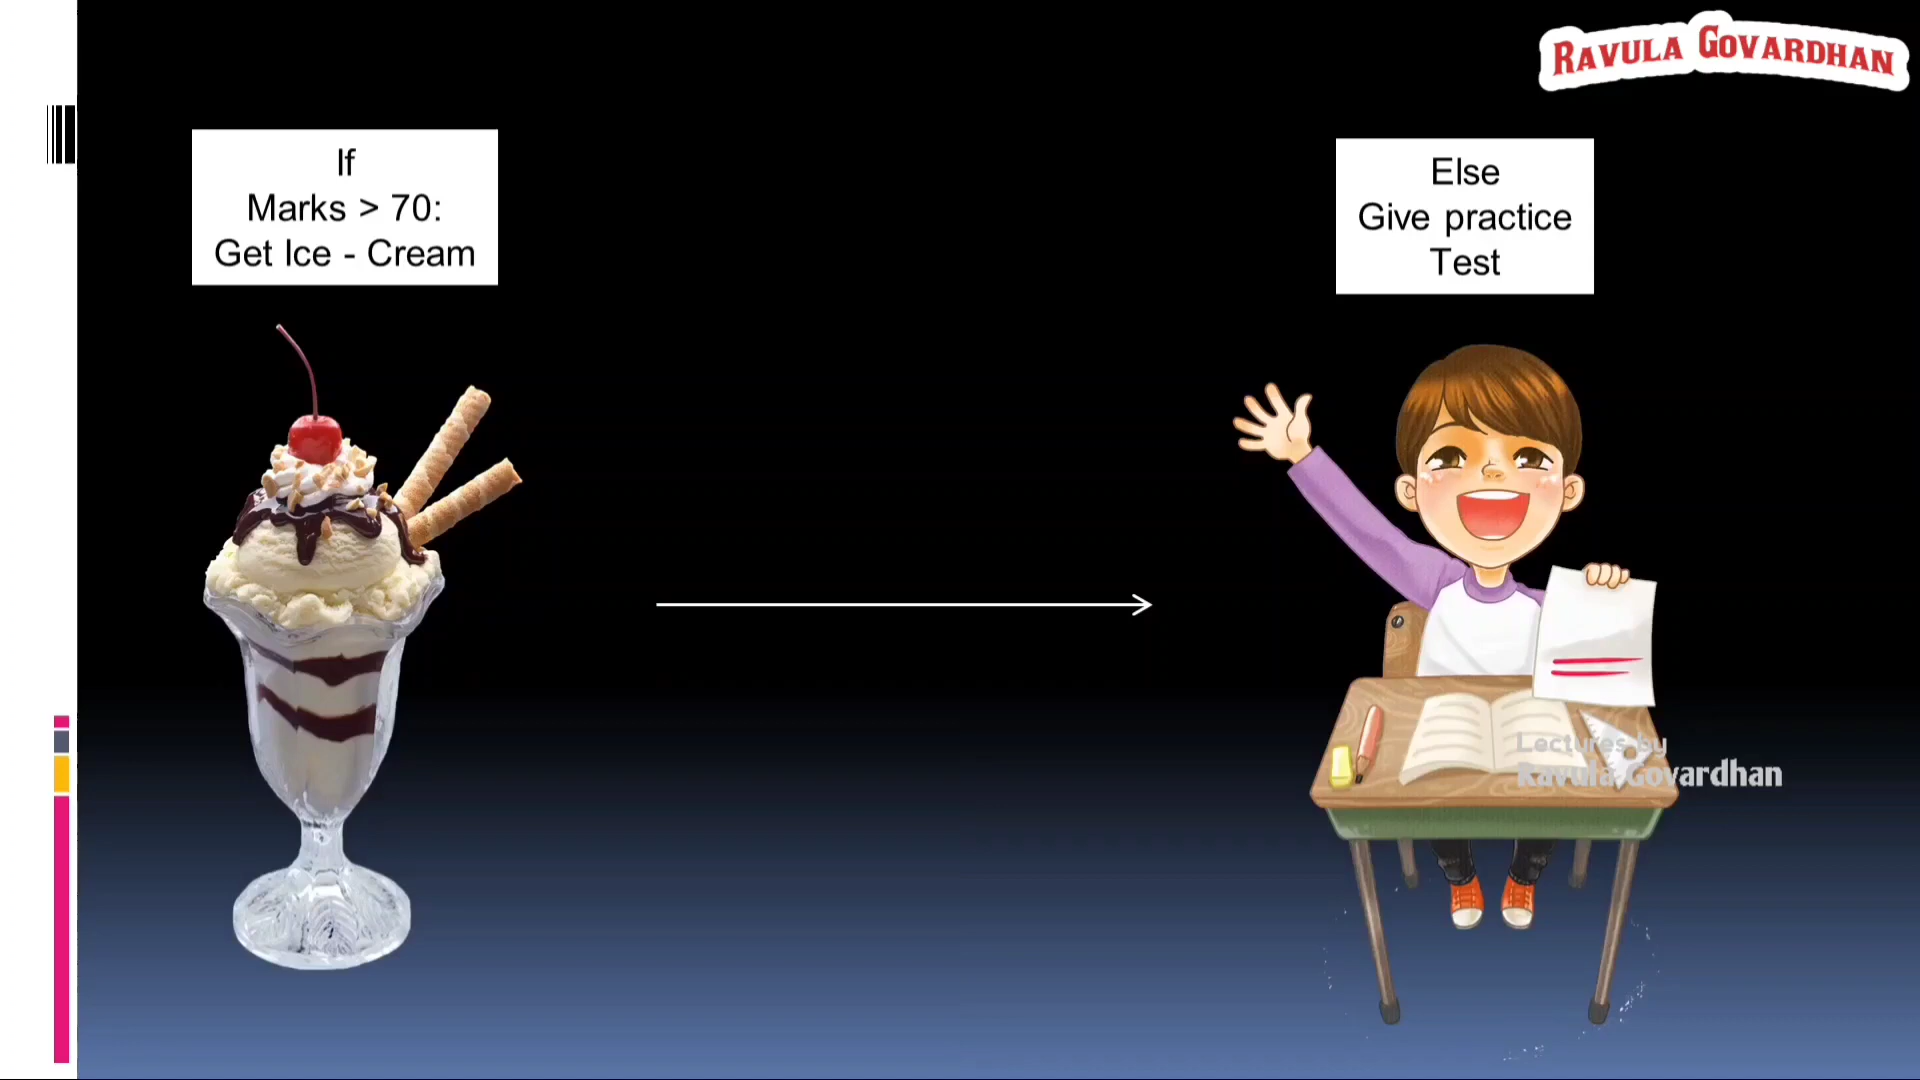 RAVULA GOVARDHAN
If
Marks > 70:
Get Ice - Cream
Else
Give practice
Test
Lectures by
Ravula Govardhan